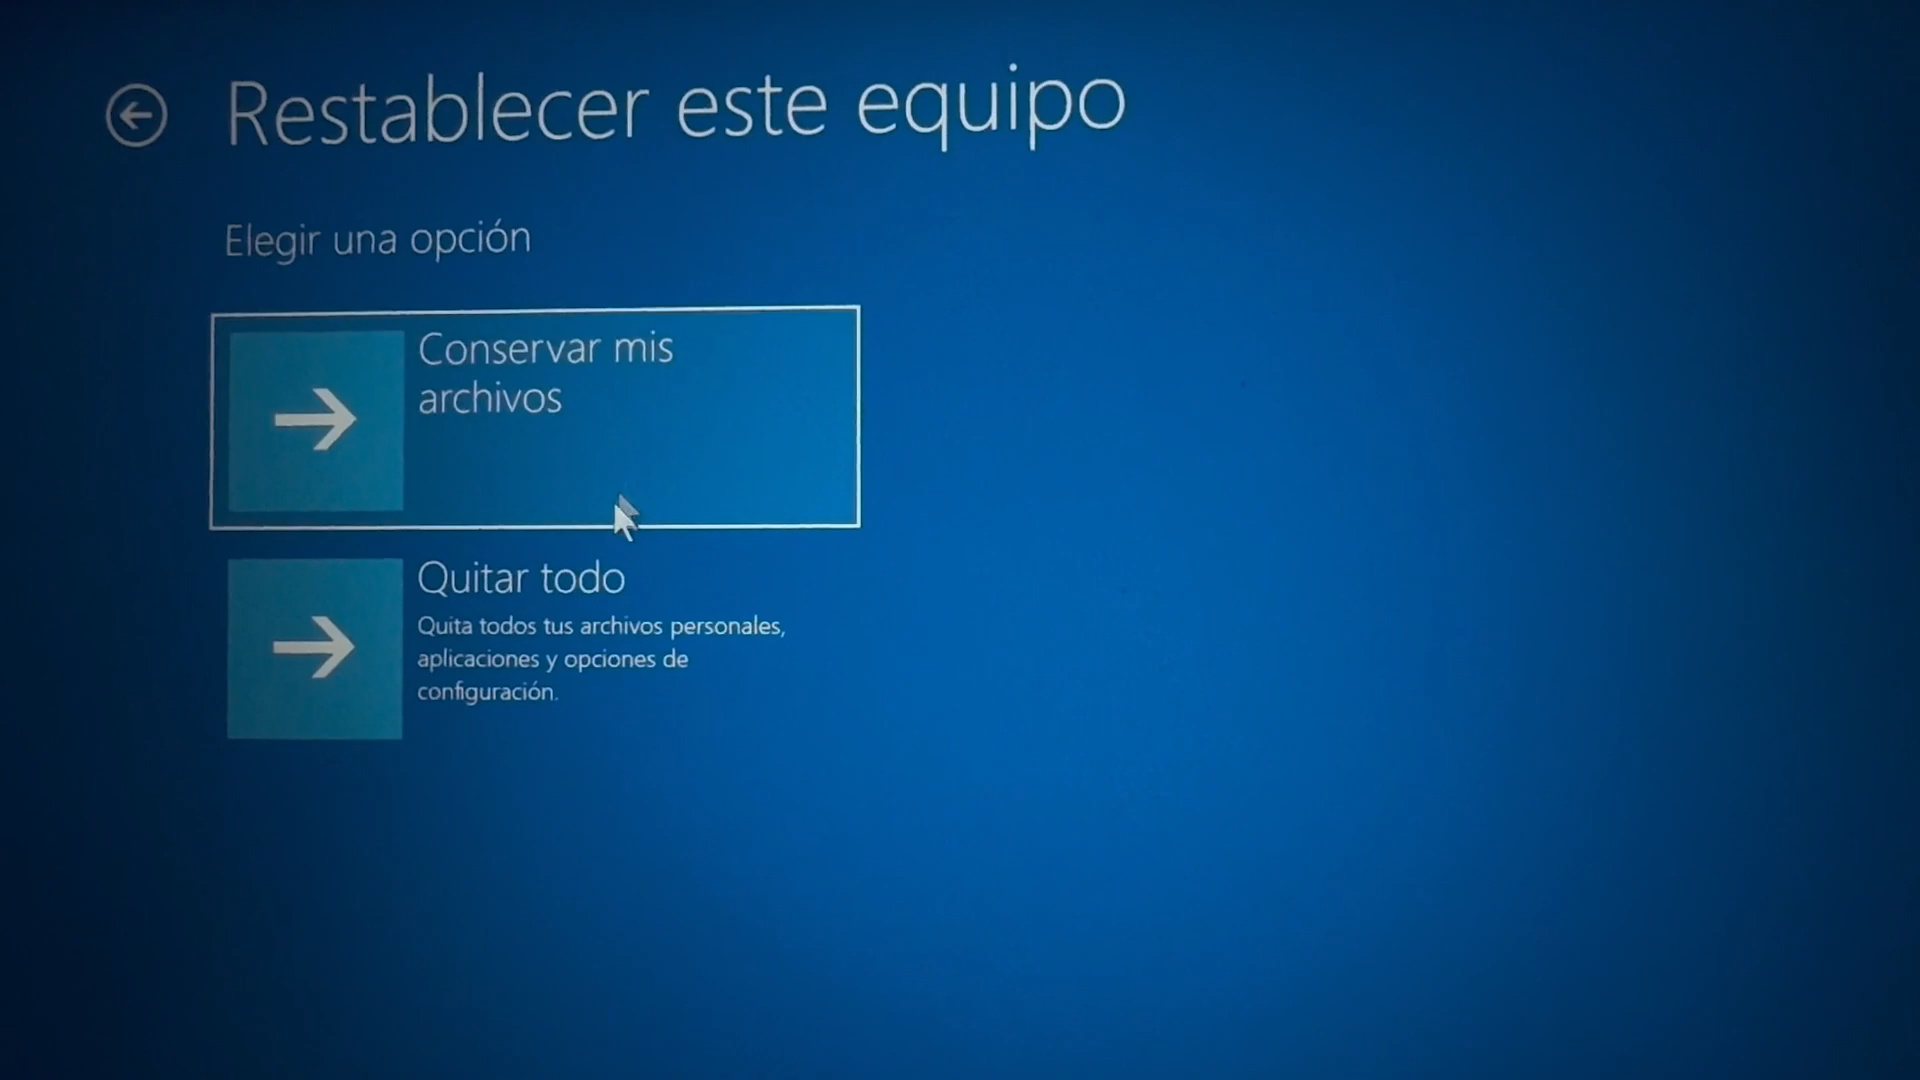 Restablecer este equipo
Elegir una opción
Conservar mis
archivos
Quitar todo
Quita todos tus archivos personales,
aplicaciones y opciones de
configuración.